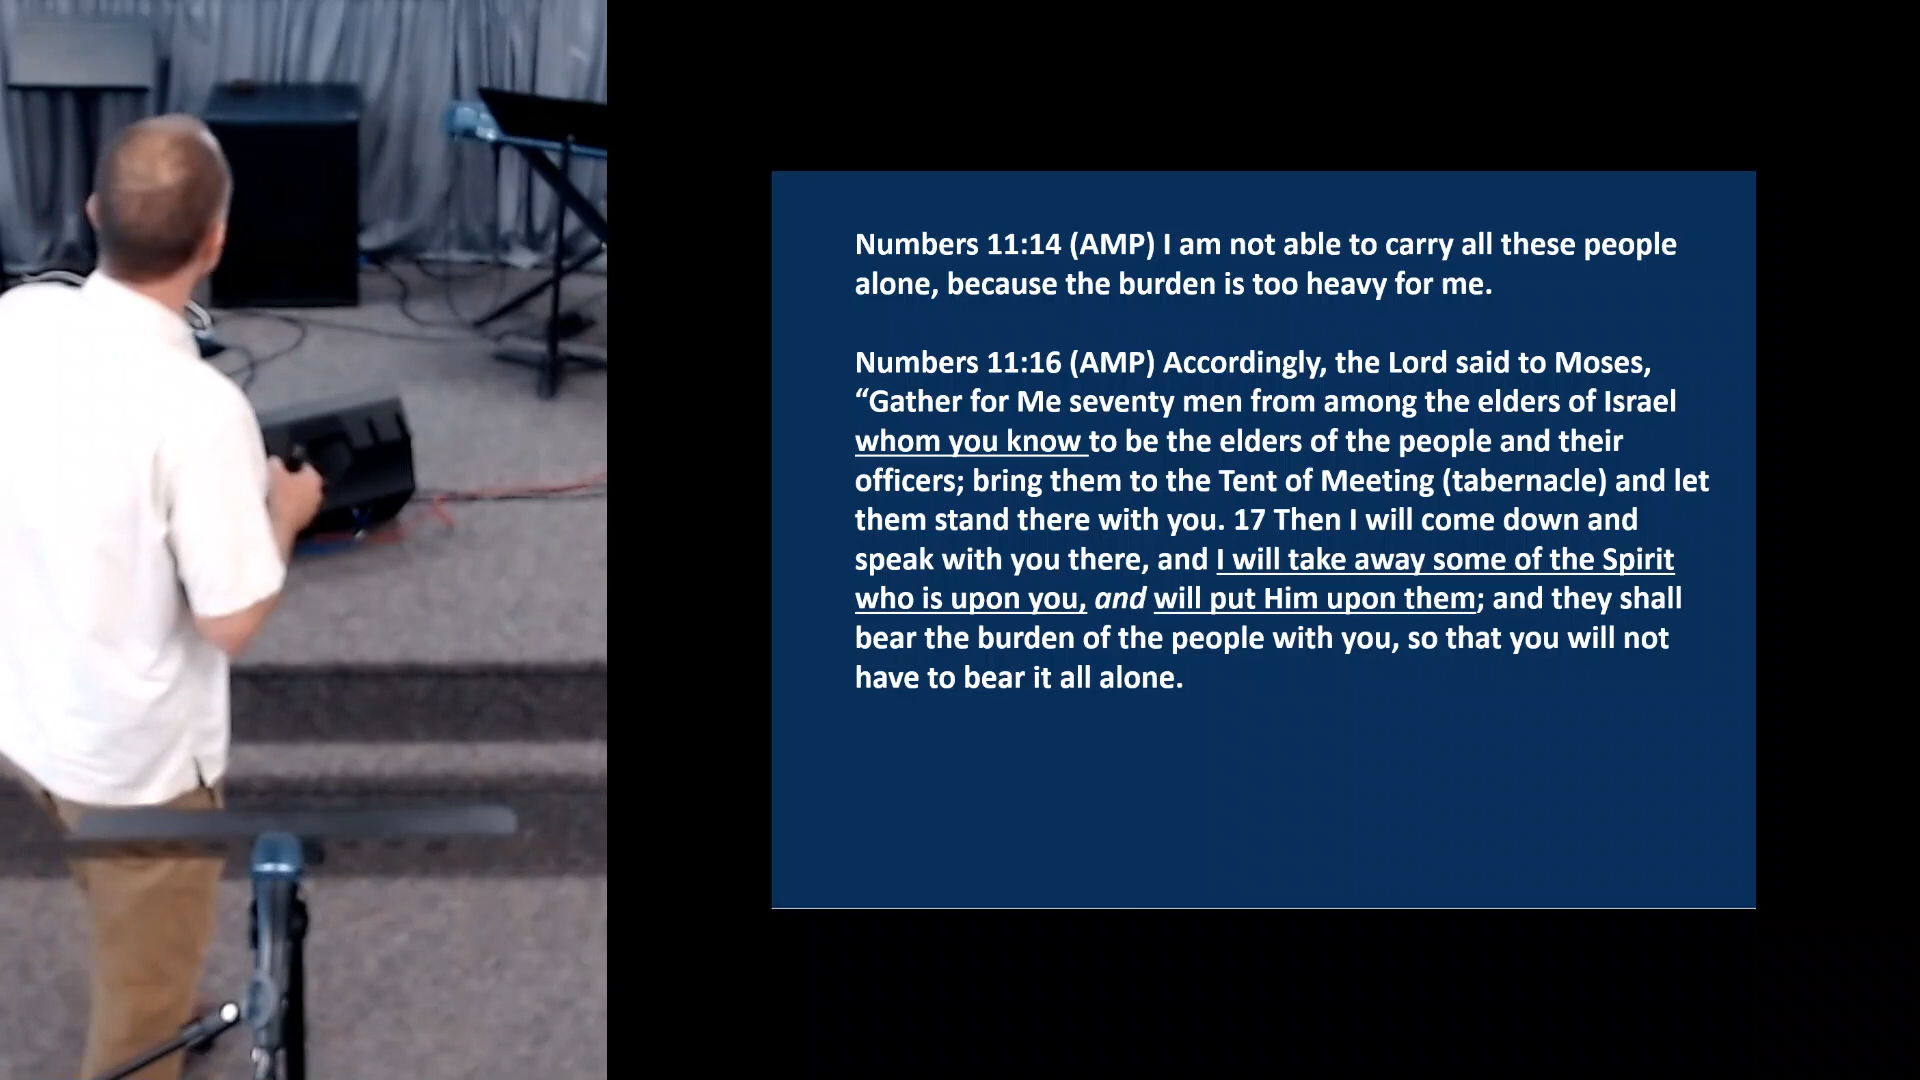 Numbers 11:14 (AMP) I am not able to carry all these people
alone, because the burden is too heavy for me.
Numbers 11:16 (AMP) Accordingly, the Lord said to Moses,
“Gather for Me seventy men from among the elders of Israel
whom you know to be the elders of the people and their
officers; bring them to the Tent of Meeting (tabernacle) and let
them stand there with you. 17 Then I will come down and
speak with you there, and I will take away some of the Spirit
who is upon you, and will put Him upon them; and they shall
bear the burden of the people with you, so that you will not
have to bear it all alone.